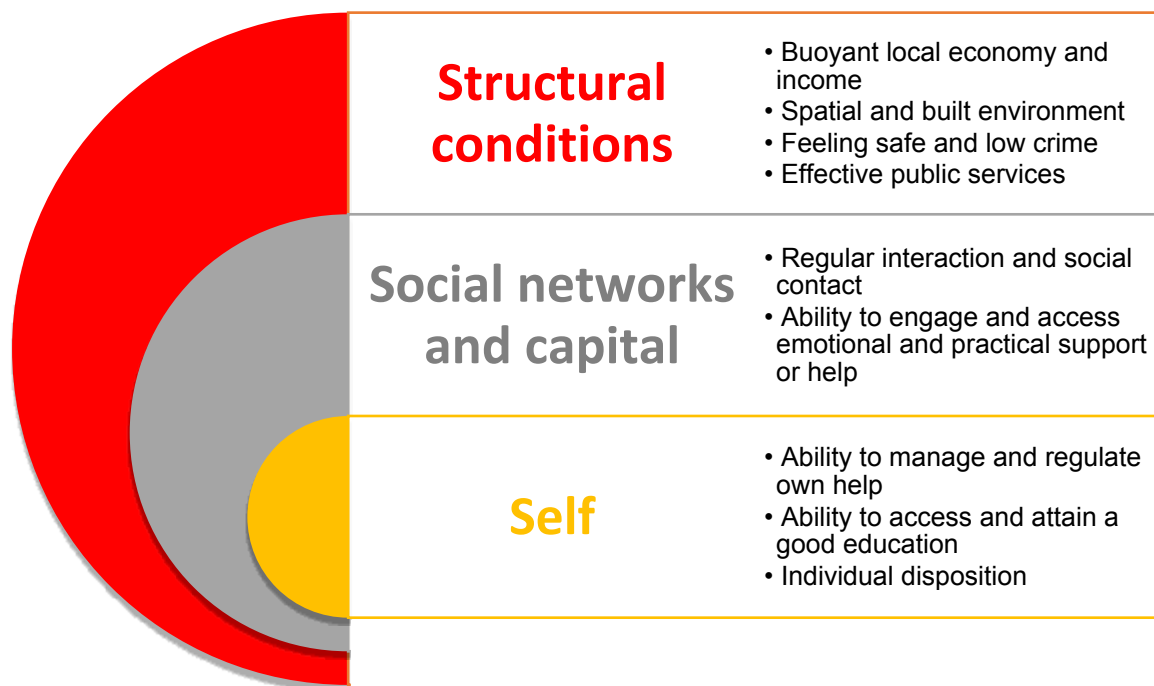 Structural
conditions
• Buoyant local economy and
income
• Spatial and built environment
• Feeling safe and low crime
• Effective public services
Social networks
and capital
• Regular interaction and social
contact
• Ability to engage and access
emotional and practical support
or help
Self
• Ability to manage and regulate
own help
• Ability to access and attain a
good education
• Individual disposition